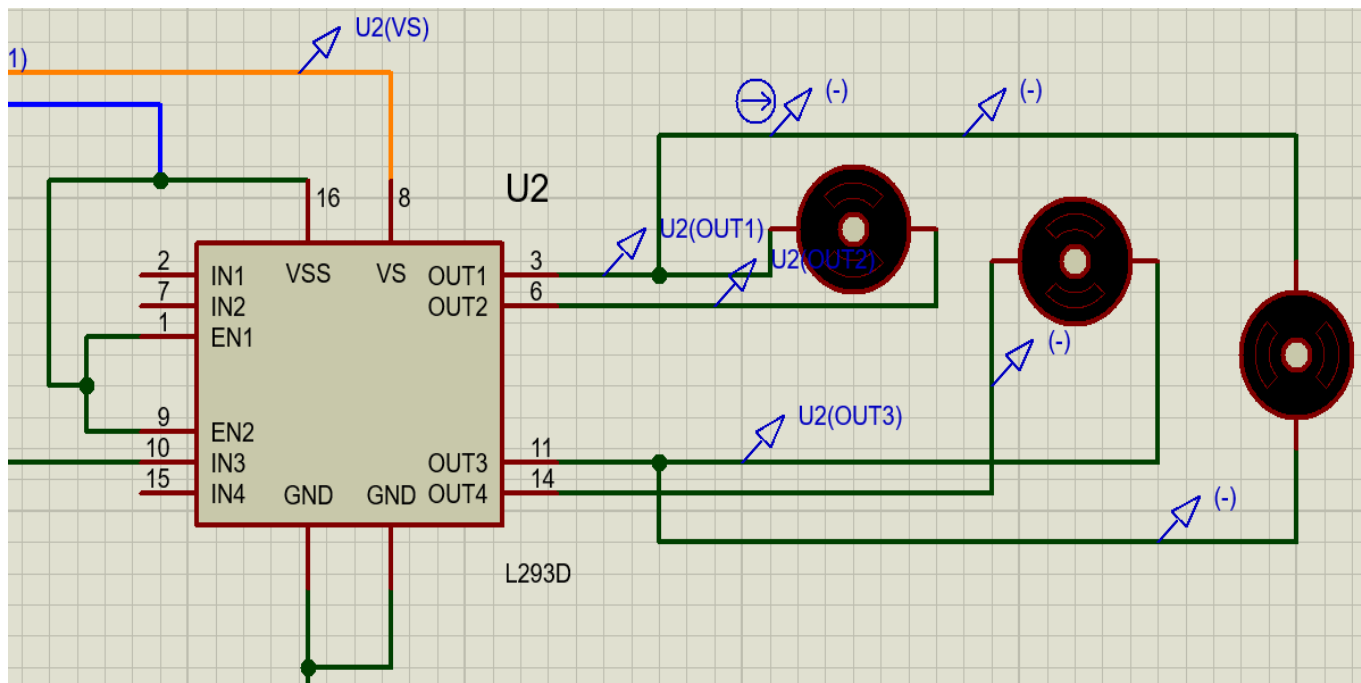 U2(VS)
1)
(-)
(-)
16
8
U2
U2(OUT1)
U2(OUT2)
2
IN1
VSS
VS
OUT1
3
7
IN2
OUT2
6
1
EN1
(-)
9
EN2
U2(OUT3)
10
IN3
OUT3
11
15
IN4
GND
GND
OUT4
14
(-)
L293D